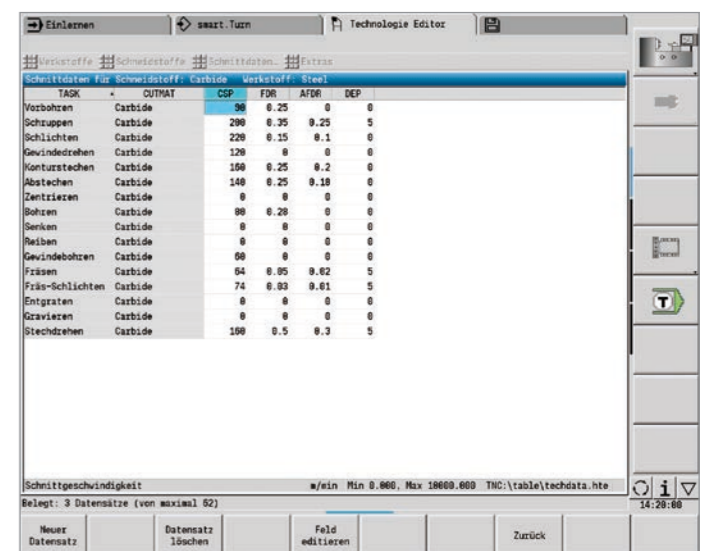 Einlernen smart.Turn Technologie Editor
Werkstoffe Schneidstoffe Schnittdaten… Extras
Schnittdaten für Schneidstoff: Carbide Werkstoff: Steel
TASK CUTMAT CSP FDR AFDR DEP
Vorbohren Carbide 90 0.25 0 0
Schruppen Carbide 200 0.35 0.25 5
Schlichten Carbide 220 0.15 0.1 0
Gewindedrehen Carbide 120 0 0 0
Konturstechen Carbide 160 0.25 0.2 0
Abstechen Carbide 140 0.25 0.18 0
Zentrieren Carbide 0 0 0 0
Bohren Carbide 80 0.28 0 0
Senken Carbide 0 0 0 0
Reiben Carbide 0 0 0 0
Gewindebohren Carbide 60 0 0 0
Fräsen Carbide 64 0.05 0.02 5
Fräs-Schlichten Carbide 74 0.03 0.01 5
Entgraten Carbide 0 0 0 0
Gravieren Carbide 0 0 0 0
Stechdrehen Carbide 160 0.5 0.3 5
Schnittgeschwindigkeit m/min Min 0.000, Max 10000.000 TNC:\table\techdata.hte
Belegt: 3 Datensätze (von maximal 62)
14:20:00
Neuer Datensatz
Datensatz löschen
Feld editieren
Zurück
T
i